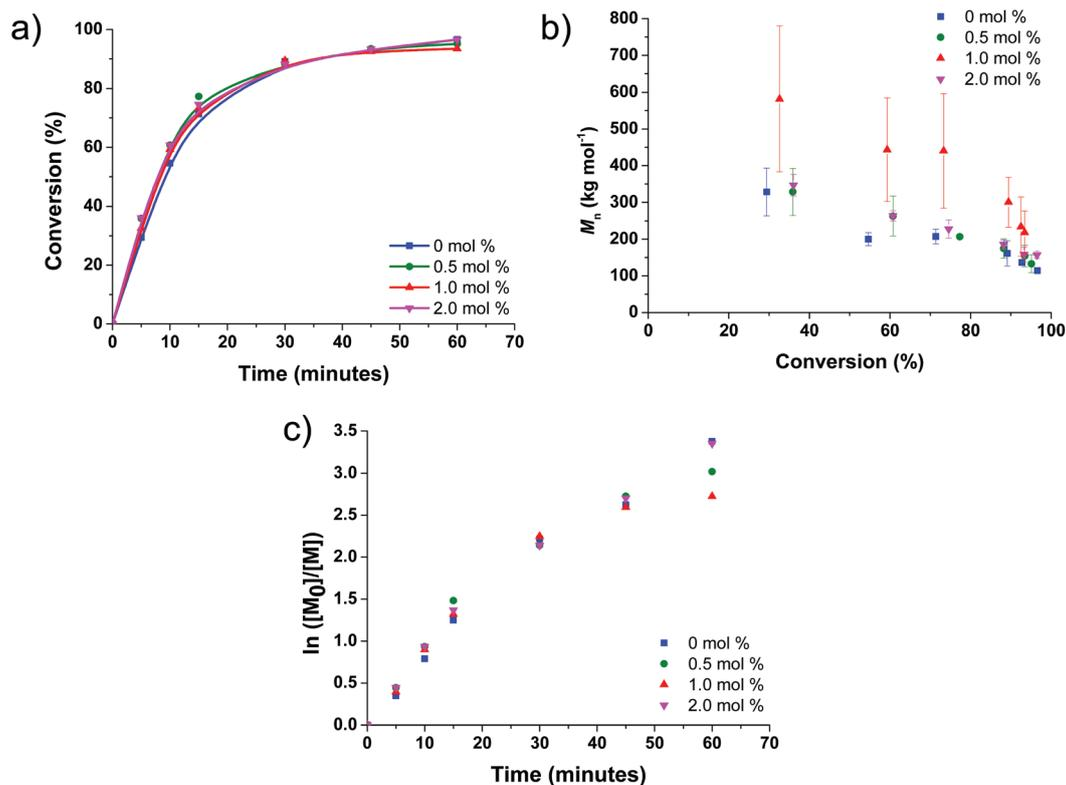 a)
100
80
60
40
20
0
Conversion (%)
0 mol %
0.5 mol %
1.0 mol %
2.0 mol %
0 10 20 30 40 50 60 70
Time (minutes)
b)
800
700
600
500
400
300
200
100
0
Mn (kg mol-1)
0 mol %
0.5 mol %
1.0 mol %
2.0 mol %
0 20 40 60 80 100
Conversion (%)
c)
3.5
3.0
2.5
2.0
1.5
1.0
0.5
0.0
ln ([M0]/[M])
0 mol %
0.5 mol %
1.0 mol %
2.0 mol %
0 10 20 30 40 50 60 70
Time (minutes)